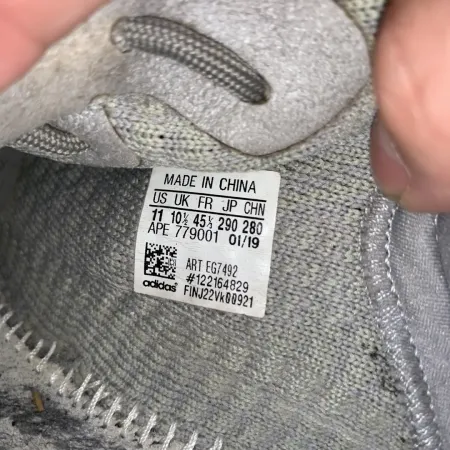 MADE IN CHINA
US UK FR JP CHN
11 10½ 45⅓ 290 280
APE 779001 01/19
ART EG7492
#122164829
adidas FINJ22Vk00921